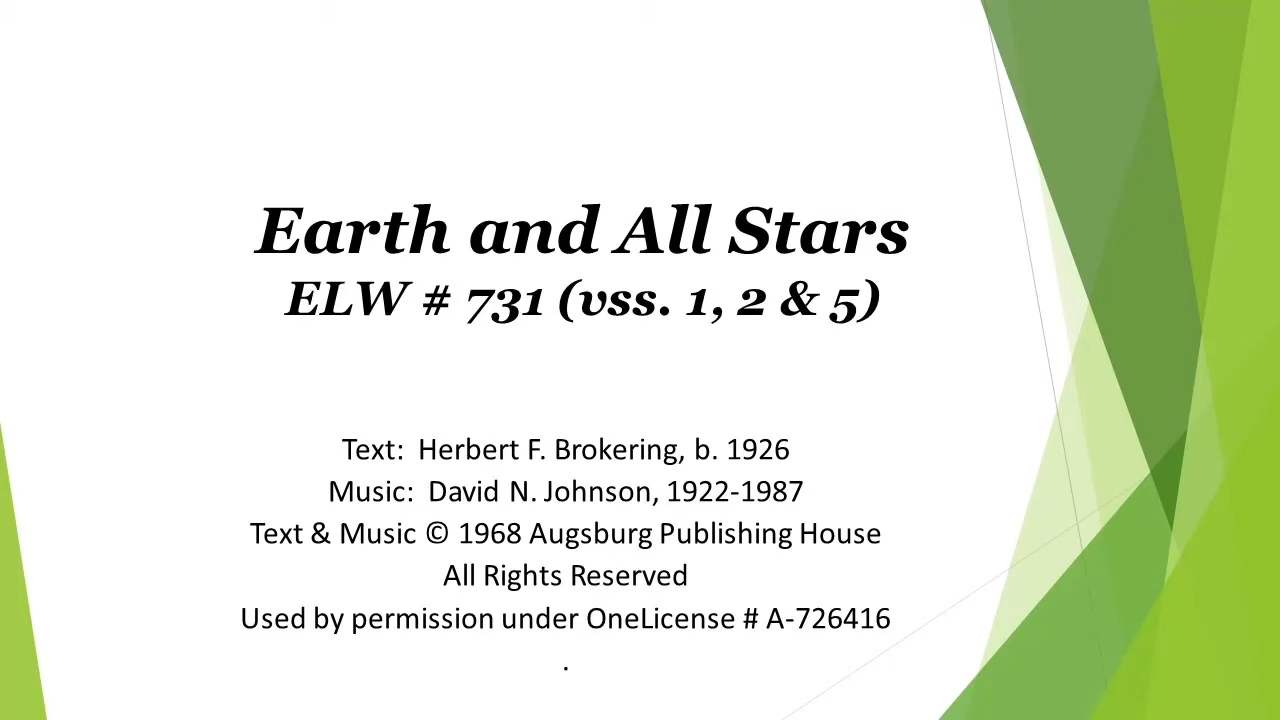 Earth and All Stars
ELW # 731 (vss. 1, 2 & 5)
Text:  Herbert F. Brokering, b. 1926
Music:  David N. Johnson, 1922-1987
Text & Music © 1968 Augsburg Publishing House
All Rights Reserved
Used by permission under OneLicense # A-726416
.